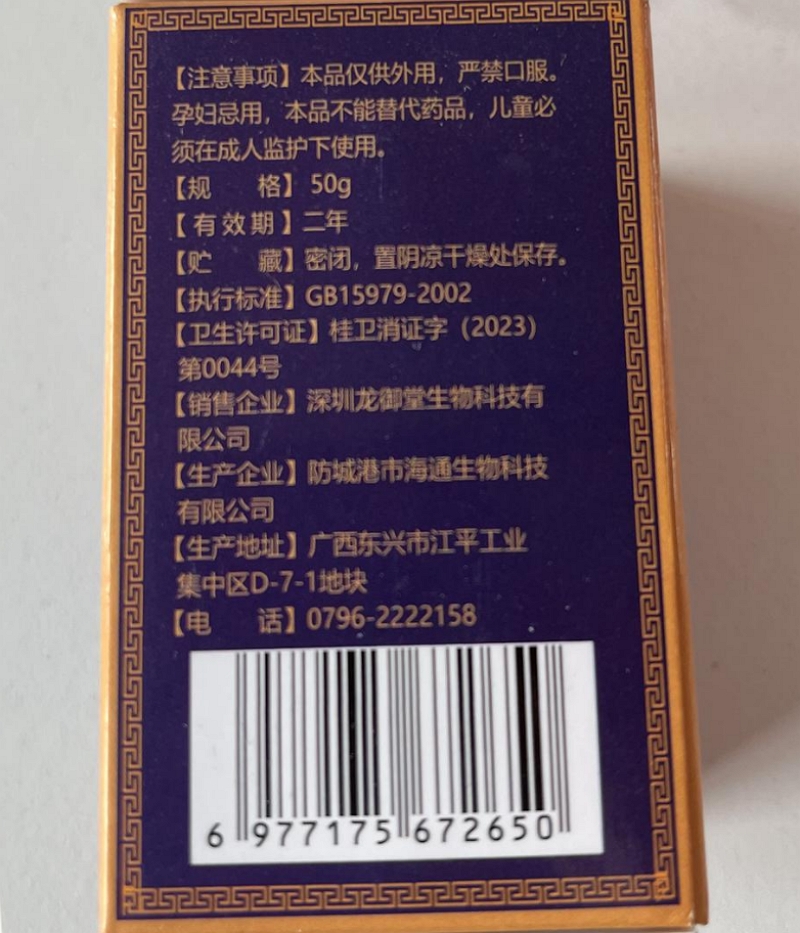 【注意事项】本品仅供外用，严禁口服。
孕妇忌用，本品不能替代药品，儿童必
须在成人监护下使用。
【规 格】50g
【有效期】二年
【贮 藏】密闭，置阴凉干燥处保存。
【执行标准】GB15979-2002
【卫生许可证】桂卫消证字（2023）
第0044号
【销售企业】深圳龙御堂生物科技有
限公司
【生产企业】防城港市海通生物科技
有限公司
【生产地址】广西东兴市江平工业
集中区D-7-1地块
【电 话】0796-2222158
6 977175 672650